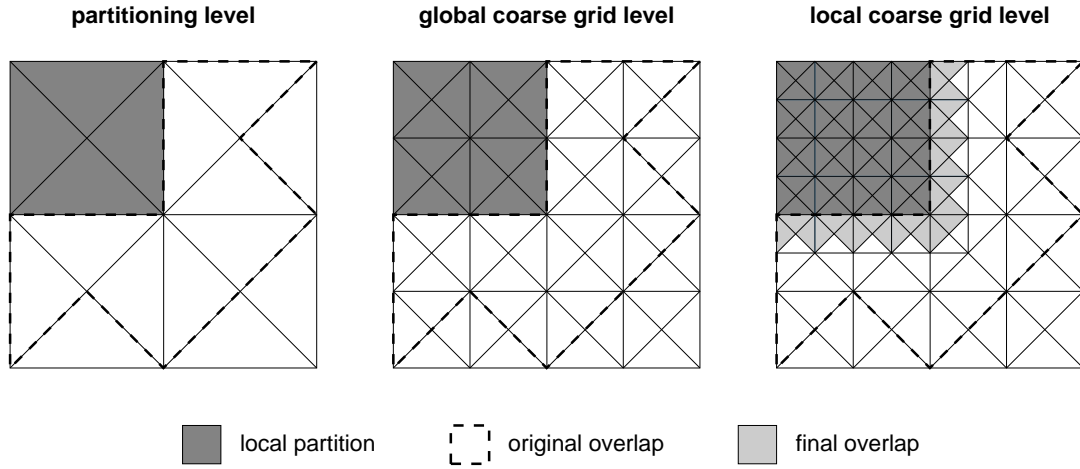 partitioning level
global coarse grid level
local coarse grid level
local partition
original overlap
final overlap